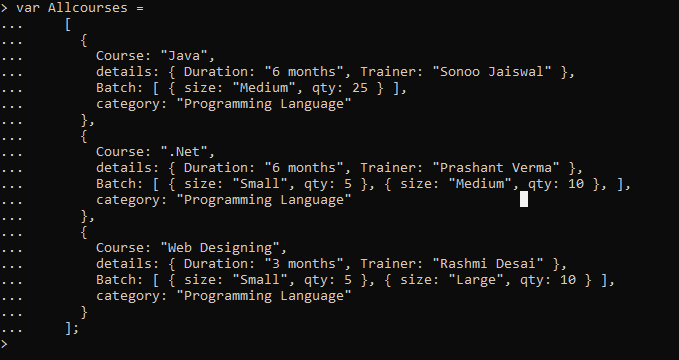 > var Allcourses =
...     [
...       {
...         Course: "Java",
...         details: { Duration: "6 months", Trainer: "Sonoo Jaiswal" },
...         Batch: [ { size: "Medium", qty: 25 } ],
...         category: "Programming Language"
...       },
...       {
...         Course: ".Net",
...         details: { Duration: "6 months", Trainer: "Prashant Verma" },
...         Batch: [ { size: "Small", qty: 5 }, { size: "Medium", qty: 10 }, ],
...         category: "Programming Language"
...       },
...       {
...         Course: "Web Designing",
...         details: { Duration: "3 months", Trainer: "Rashmi Desai" },
...         Batch: [ { size: "Small", qty: 5 }, { size: "Large", qty: 10 } ],
...         category: "Programming Language"
...       }
...     ];
>